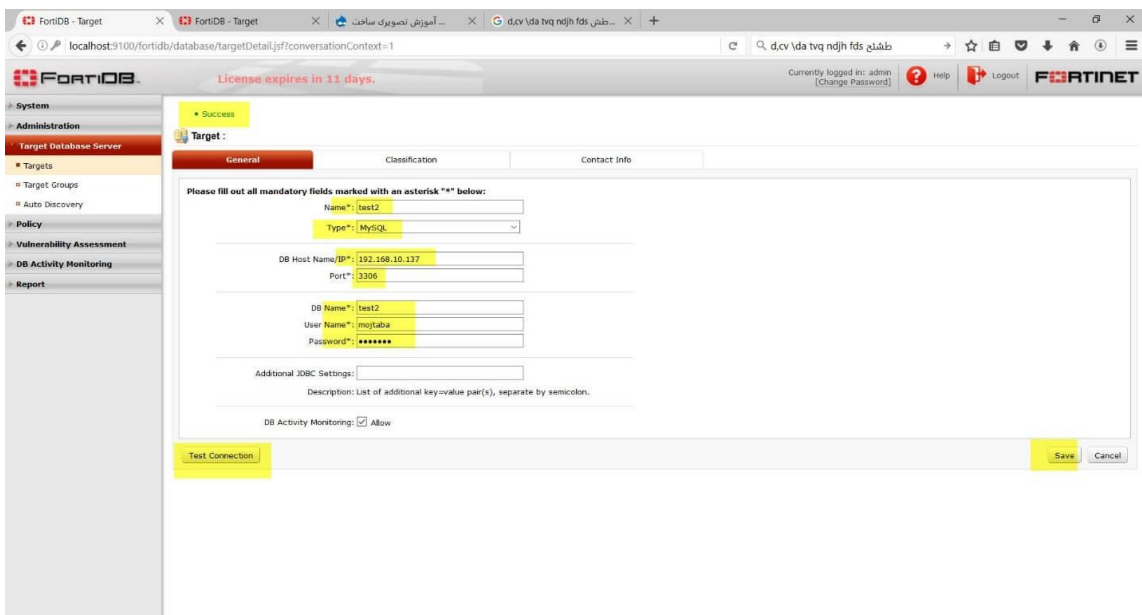 FortiDB - Target
FortiDB - Target
آموزش تصویری ساخت ...
d,cv \da tvq ndjh fds طش...
localhost:9100/fortidb/database/targetDetail.jsf?conversationContext=1
d,cv \da tvq ndjh fds طشئح
FORTIDB
License expires in 11 days.
Currently logged in: admin
[Change Password]
Help
Logout
FORTINET
System
Administration
Target Database Server
Targets
Target Groups
Auto Discovery
Policy
Vulnerability Assessment
DB Activity Monitoring
Report
Success
Target :
General
Classification
Contact Info
Please fill out all mandatory fields marked with an asterisk "*" below:
Name*: test2
Type*: MySQL
DB Host Name/IP*: 192.168.10.137
Port*: 3306
DB Name*: test2
User Name*: mojtaba
Password*: •••••••
Additional JDBC Settings:
Description: List of additional key=value pair(s), separate by semicolon.
DB Activity Monitoring: Allow
Test Connection
Save
Cancel